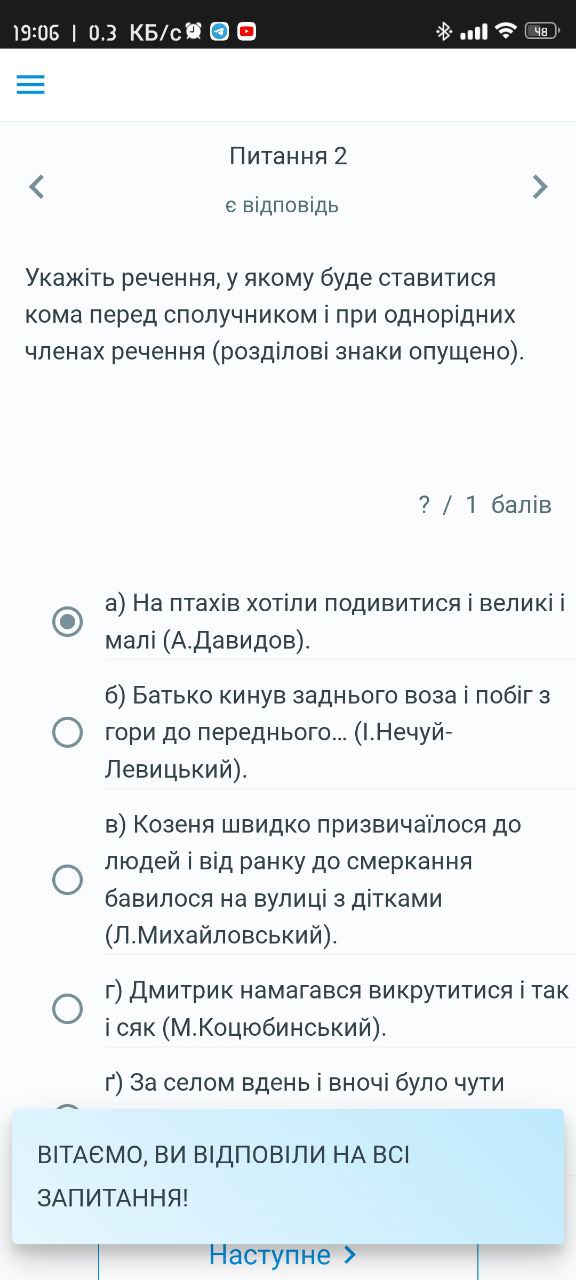 19:06 | 0.3 КБ/с
48
Питання 2
є відповідь
Укажіть речення, у якому буде ставитися
кома перед сполучником і при однорідних
членах речення (розділові знаки опущено).
? / 1 балів
а) На птахів хотіли подивитися і великі і
малі (А.Давидов).
б) Батько кинув заднього воза і побіг з
гори до переднього... (І.Нечуй-
Левицький).
в) Козеня швидко призвичаїлося до
людей і від ранку до смеркання
бавилося на вулиці з дітками
(Л.Михайловський).
г) Дмитрик намагався викрутитися і так
і сяк (М.Коцюбинський).
ґ) За селом вдень і вночі було чути
ВІТАЄМО, ВИ ВІДПОВІЛИ НА ВСІ
ЗАПИТАННЯ!
Наступне